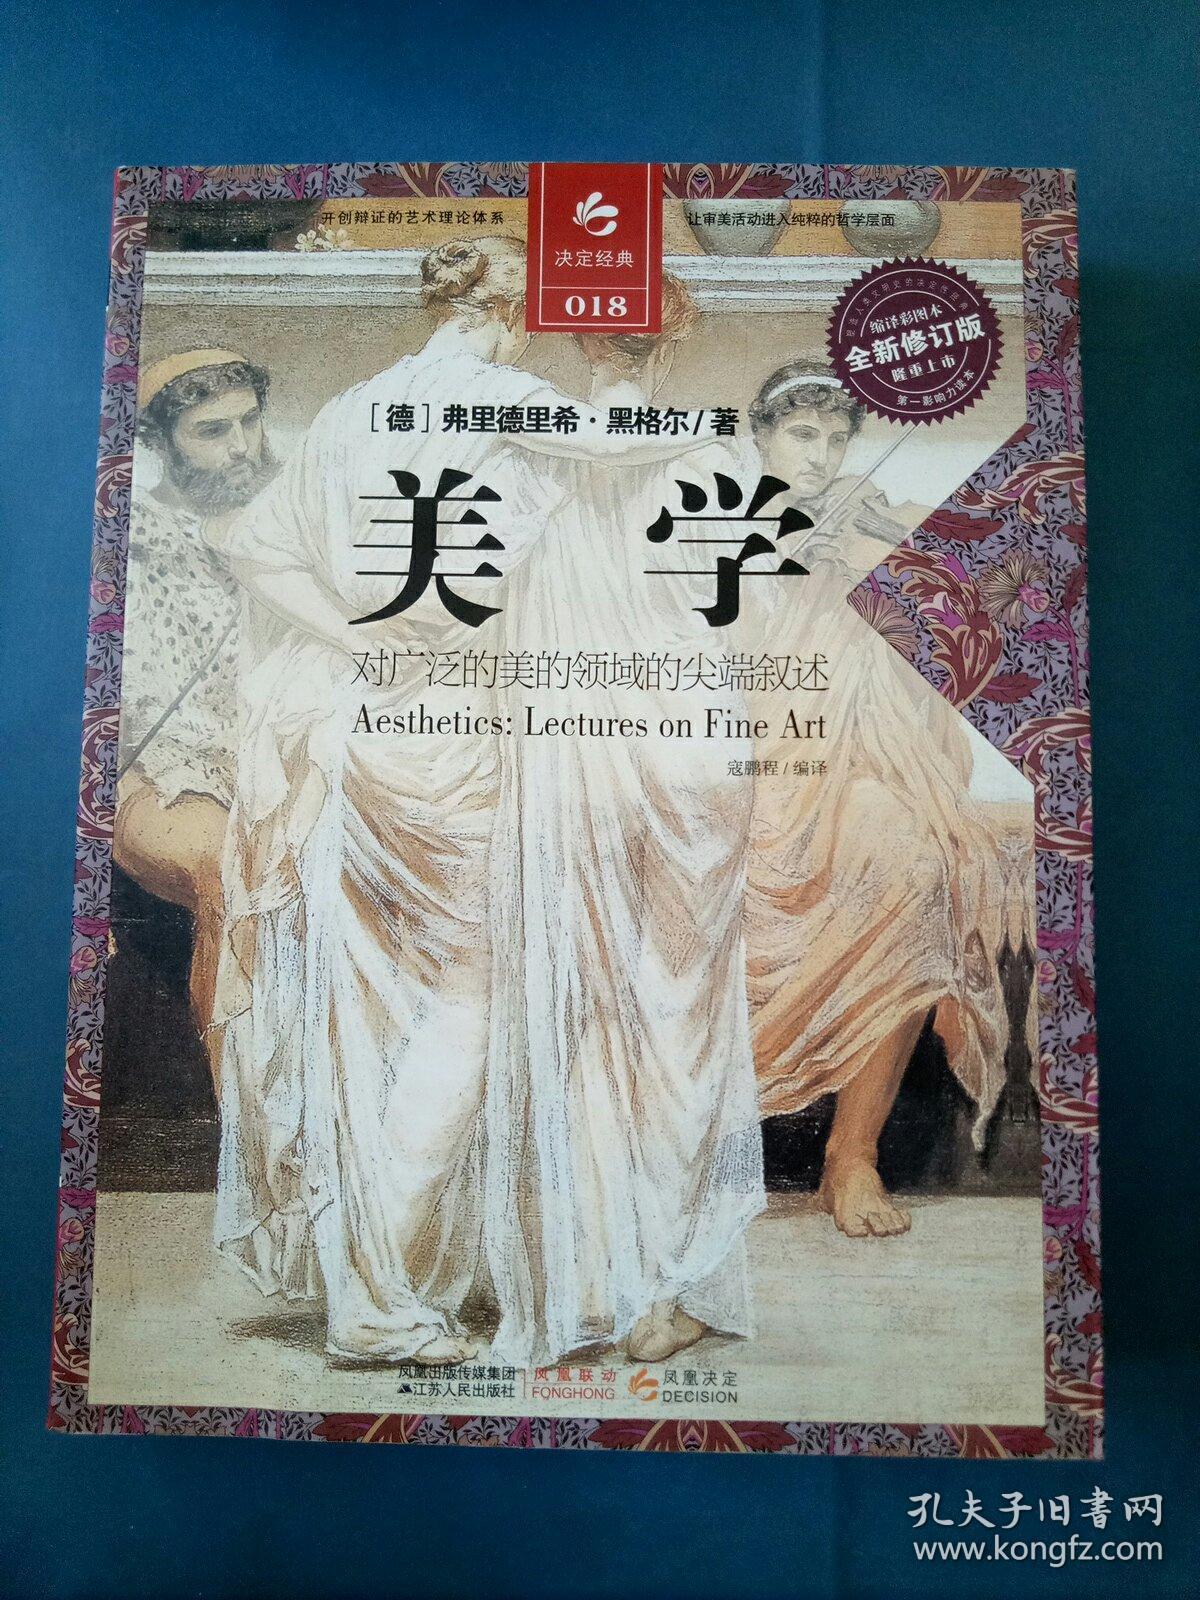 开创辩证的艺术理论体系
决定经典
018
让审美活动进入纯粹的哲学层面
缩译彩图本
全新修订版
隆重上市
第一影响力读本
［德］弗里德里希·黑格尔/著
美 学
对广泛的美的领域的尖端叙述
Aesthetics: Lectures on Fine Art
寇鹏程/编译
凤凰出版传媒集团
江苏人民出版社
凤凰联动
FONGHONG
凤凰决定
DECISION
孔夫子旧书网
www.kongfz.com